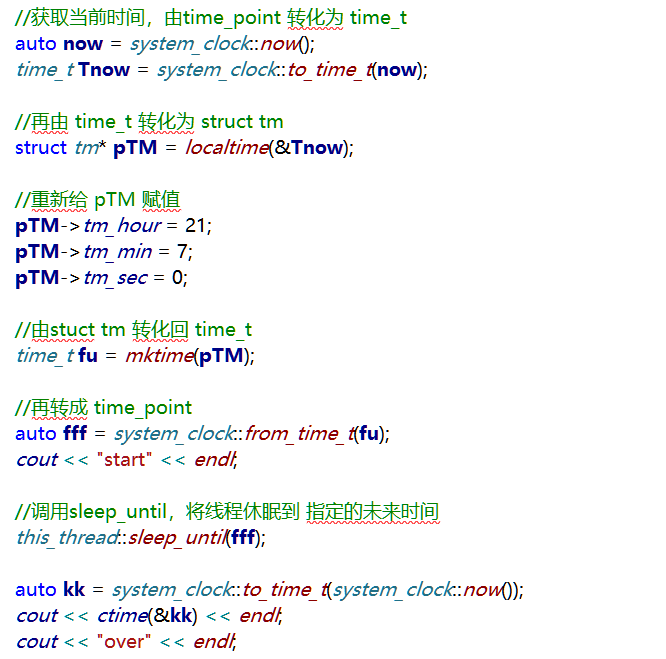 //获取当前时间，由time_point 转化为 time_t
auto now = system_clock::now();
time_t Tnow = system_clock::to_time_t(now);
//再由 time_t 转化为 struct tm
struct tm* pTM = localtime(&Tnow);
//重新给 pTM 赋值
pTM->tm_hour = 21;
pTM->tm_min = 7;
pTM->tm_sec = 0;
//由stuct tm 转化回 time_t
time_t fu = mktime(pTM);
//再转成 time_point
auto fff = system_clock::from_time_t(fu);
cout << "start" << endl;
//调用sleep_until，将线程休眠到 指定的未来时间
this_thread::sleep_until(fff);
auto kk = system_clock::to_time_t(system_clock::now());
cout << ctime(&kk) << endl;
cout << "over" << endl;